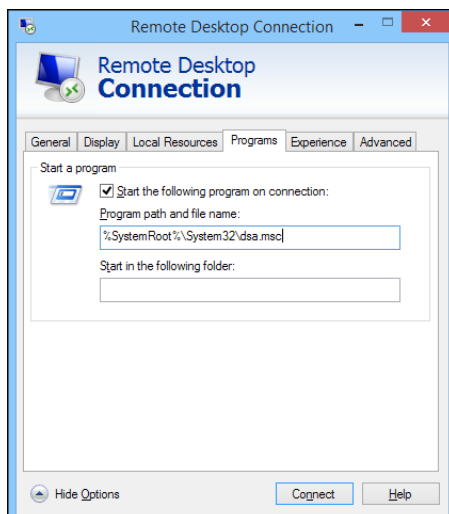 Remote Desktop Connection
Remote Desktop
Connection
General Display Local Resources Programs Experience Advanced
Start a program
Start the following program on connection:
Program path and file name:
%SystemRoot%\System32\dsa.msc
Start in the following folder:
Hide Options Connect Help